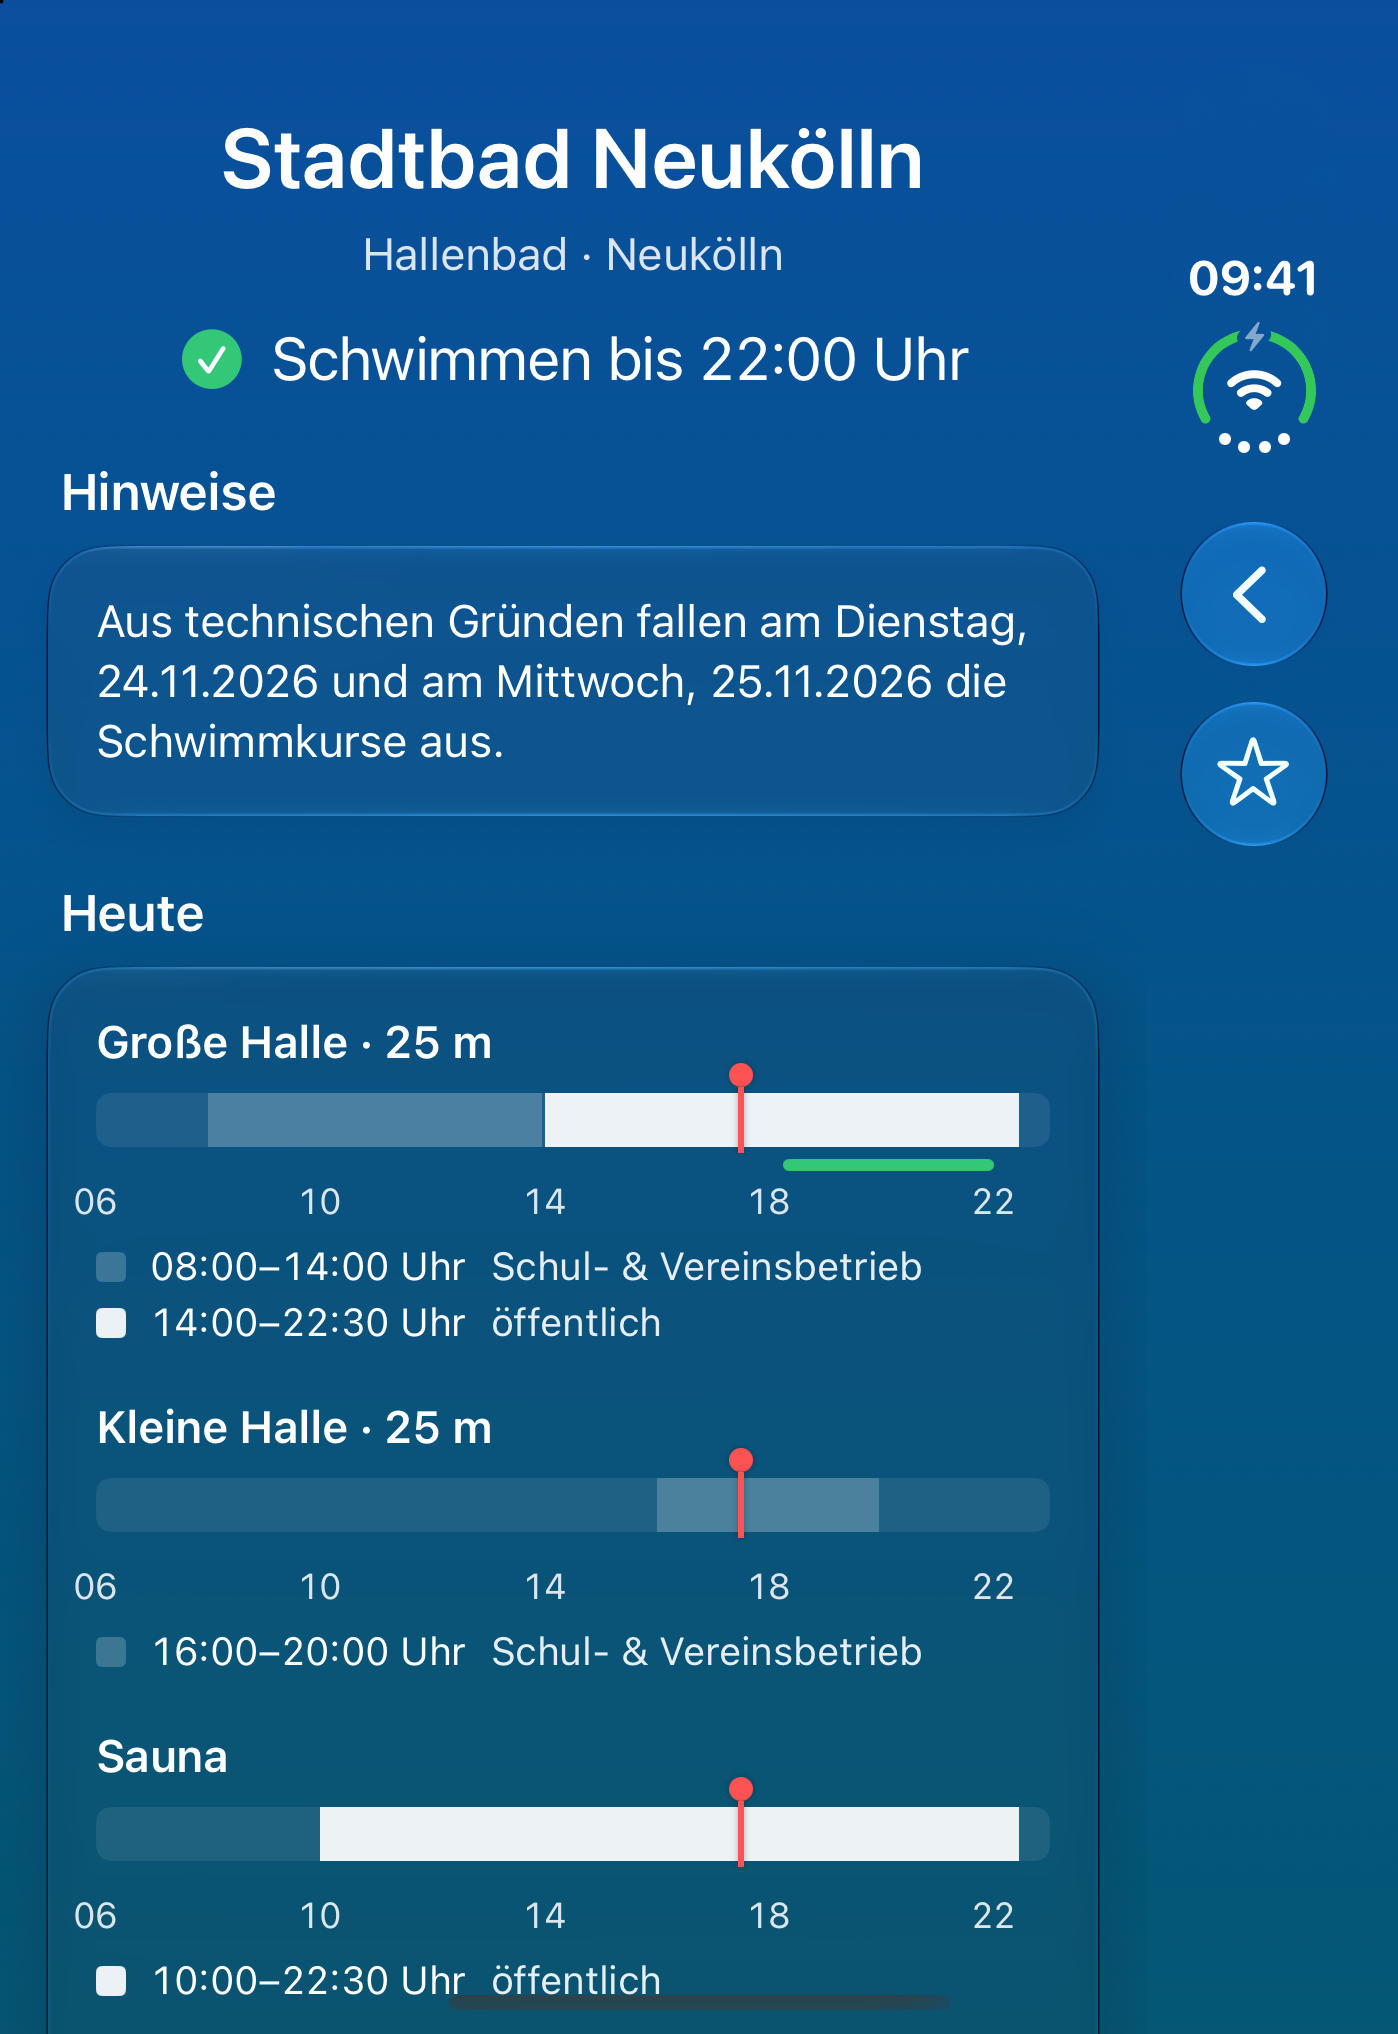 Stadtbad Neukölln
Hallenbad · Neukölln
09:41
Schwimmen bis 22:00 Uhr
Hinweise
Aus technischen Gründen fallen am Dienstag,
24.11.2026 und am Mittwoch, 25.11.2026 die
Schwimmkurse aus.
Heute
Große Halle · 25 m
06 10 14 18 22
08:00–14:00 Uhr Schul- & Vereinsbetrieb
14:00–22:30 Uhr öffentlich
Kleine Halle · 25 m
06 10 14 18 22
16:00–20:00 Uhr Schul- & Vereinsbetrieb
Sauna
06 10 14 18 22
10:00–22:30 Uhr öffentlich